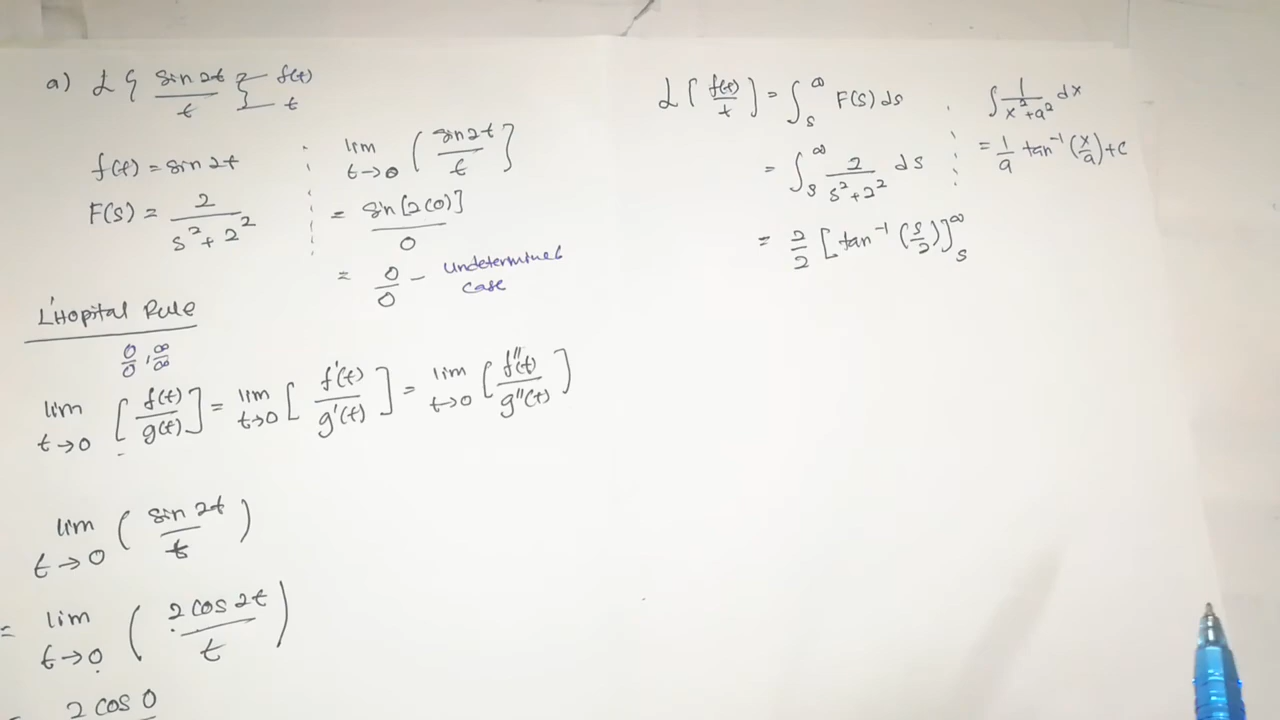 a) ℒ { sin 2t / t } f(t) / t
f(t) = sin 2t
F(s) = 2 / (s² + 2²)
lim t→0 ( sin 2t / t )
= sin [2(0)] / 0
= 0/0 – undetermined case
L'Hopital Rule
0/0 , ∞/∞
lim t→0 [ f(t) / g(t) ] = lim t→0 [ f'(t) / g'(t) ] = lim t→0 [ f''(t) / g''(t) ]
lim t→0 ( sin 2t / t )
= lim t→0 ( 2 cos 2t / t )
= 2 cos 0
ℒ [ f(t) / t ] = ∫_s^∞ F(s) ds
= ∫_s^∞ 2 / (s² + 2²) ds
= 2/2 [ tan⁻¹ (s/2) ]_s^∞
∫ 1 / (x² + a²) dx
= 1/a tan⁻¹ (x/a) + c